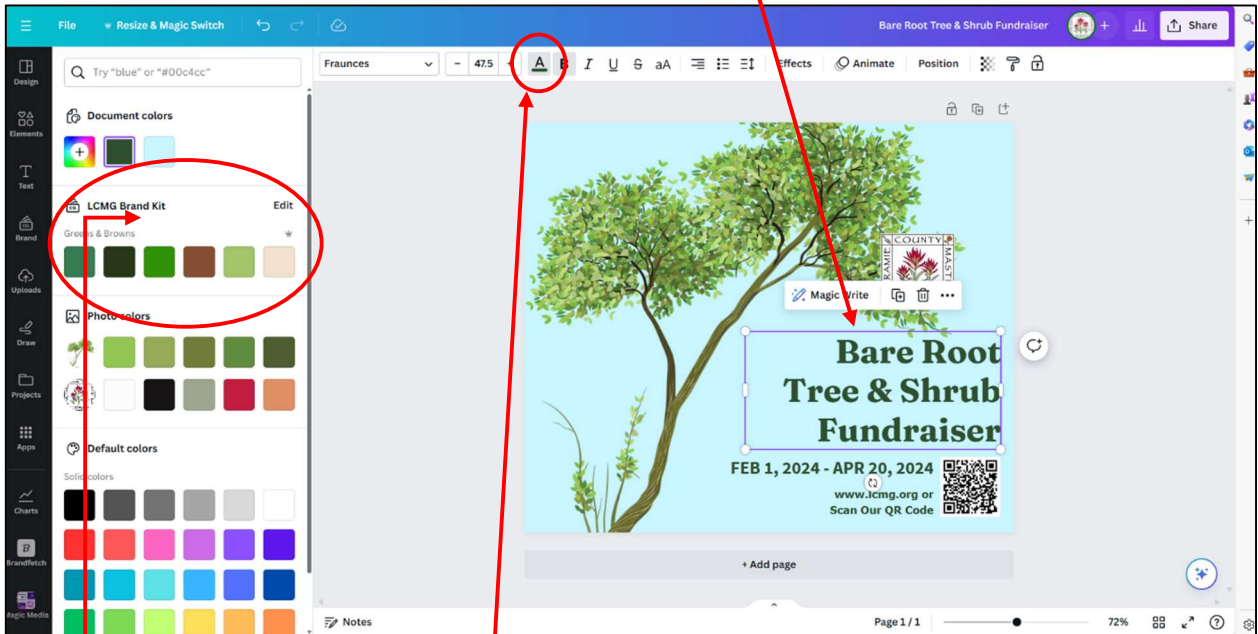 File
Resize & Magic Switch
Bare Root Tree & Shrub Fundraiser
Share
Design
Elements
Text
Brand
Uploads
Draw
Projects
Apps
Charts
Brandfetch
Magic Media
Try "blue" or "#00c4cc"
Document colors
LCMG Brand Kit
Edit
Greens & Browns
Photo colors
Default colors
Solid colors
Fraunces
- 47.5 +
A B I U S aA
Effects
Animate
Position
COUNTY
RAMIE
MAST
Magic Write
Bare Root
Tree & Shrub
Fundraiser
FEB 1, 2024 - APR 20, 2024
www.lcmg.org or
Scan Our QR Code
+ Add page
Notes
Page 1 / 1
72%